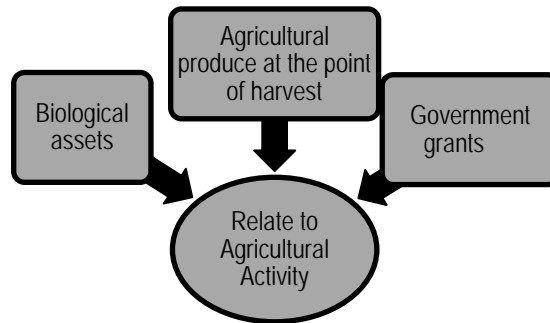 Agricultural
produce at the point
of harvest
Biological
assets
Government
grants
Relate to
Agricultural
Activity